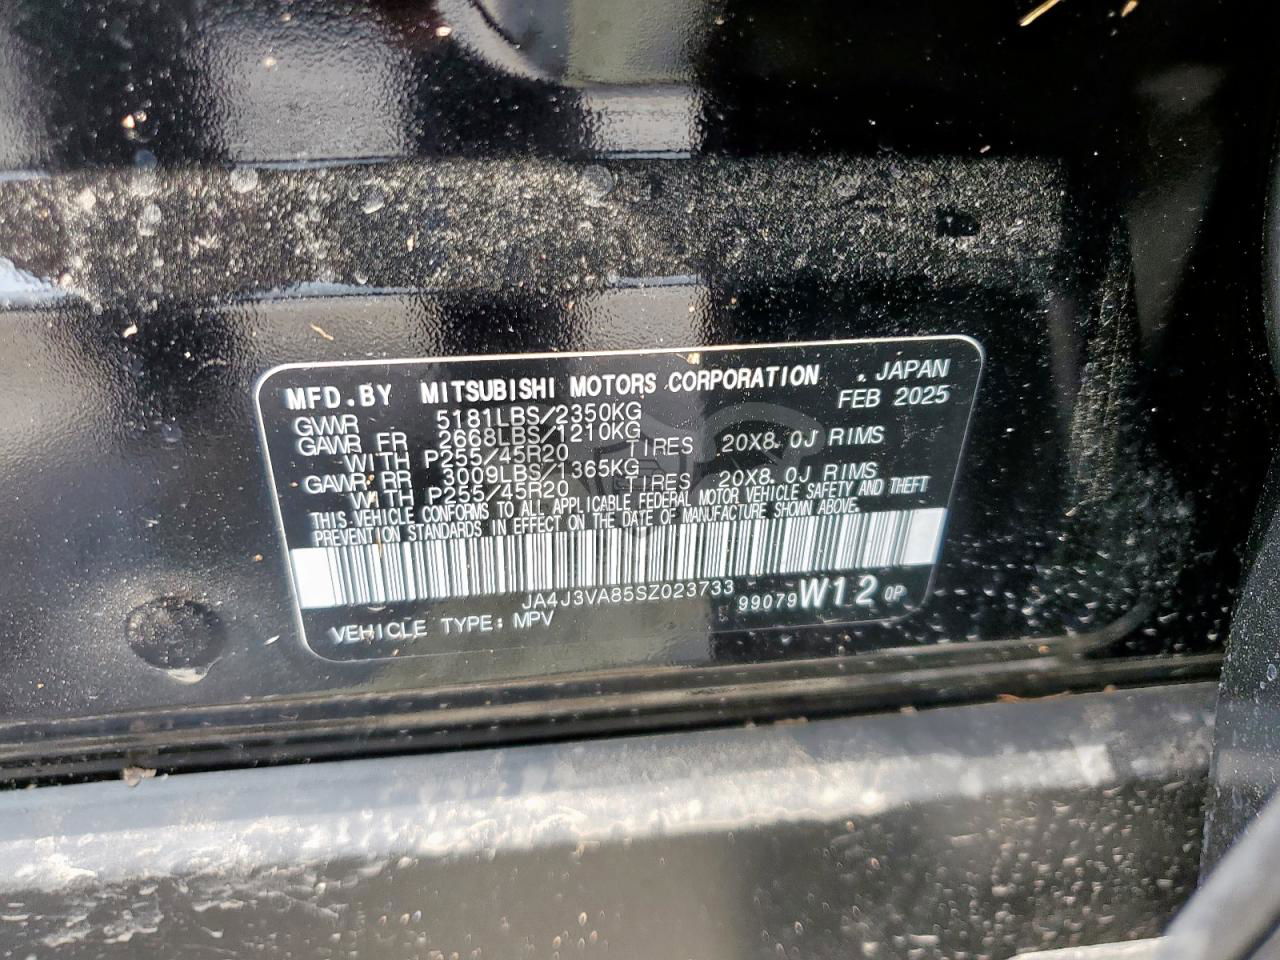 MFD.BY MITSUBISHI MOTORS CORPORATION . JAPAN
GVWR 5181LBS/2350KG FEB 2025
GAWR FR 2668LBS/1210KG
WITH P255/45R20 TIRES 20X8.0J RIMS
GAWR RR 3009LBS/1365KG
WITH P255/45R20 TIRES 20X8.0J RIMS
THIS VEHICLE CONFORMS TO ALL APPLICABLE FEDERAL MOTOR VEHICLE SAFETY AND THEFT
PREVENTION STANDARDS IN EFFECT ON THE DATE OF MANUFACTURE SHOWN ABOVE.
JA4J3VA85SZ023733 99079 W12 0P
VEHICLE TYPE: MPV